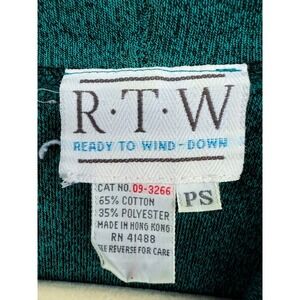 R·T·W
READY TO WIND-DOWN
CAT NO. 09-3266
65% COTTON
35% POLYESTER
MADE IN HONG KONG
RN 41488
SEE REVERSE FOR CARE
PS